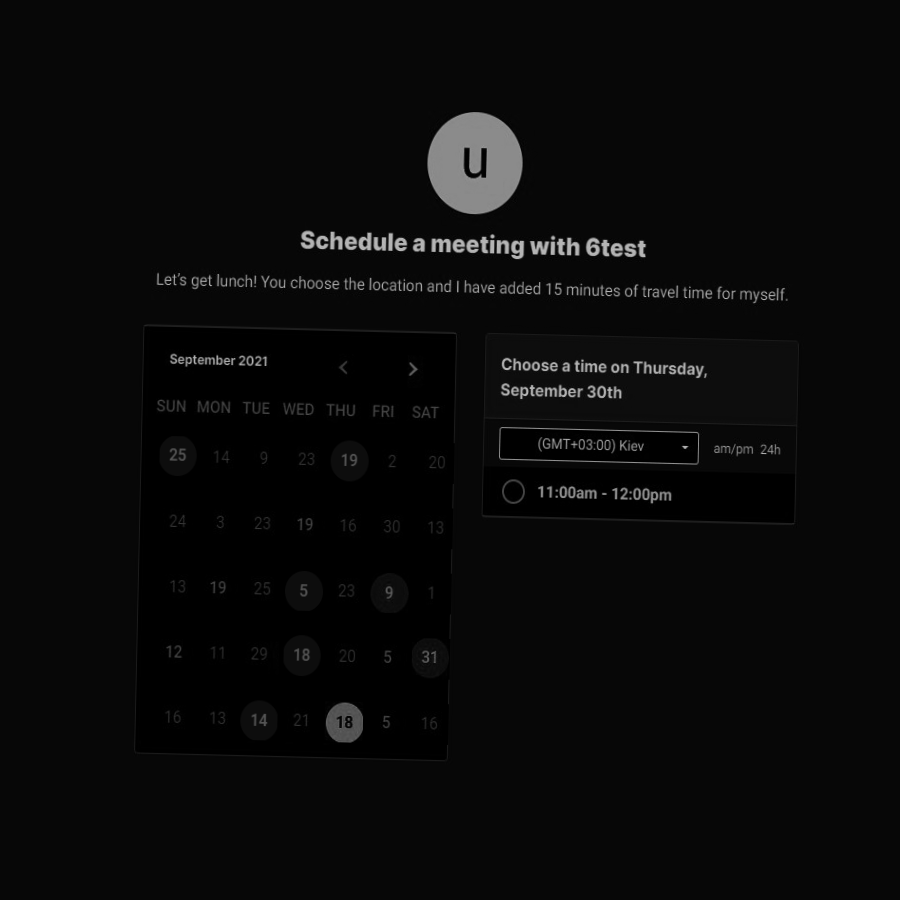 u
Schedule a meeting with 6test
Let's get lunch! You choose the location and I have added 15 minutes of travel time for myself.
September 2021
SUN MON TUE WED THU FRI SAT
25 14 9 23 19 2 20
24 3 23 19 16 30 13
13 19 25 5 23 9 1
12 11 29 18 20 5 31
16 13 14 21 18 5 16
Choose a time on Thursday,
September 30th
(GMT+03:00) Kiev
am/pm 24h
11:00am - 12:00pm